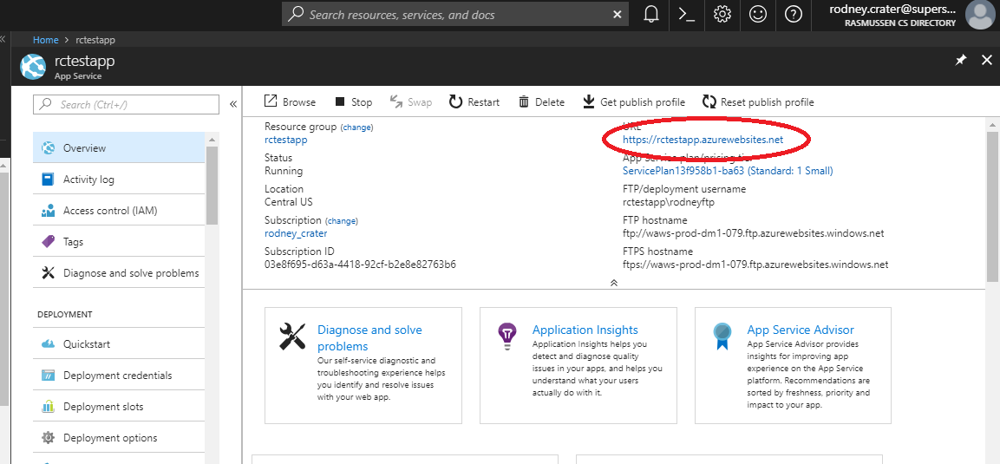 Search resources, services, and docs
rodney.crater@supers...
RASMUSSEN CS DIRECTORY
Home > rctestapp
rctestapp
App Service
Search (Ctrl+/)
Overview
Activity log
Access control (IAM)
Tags
Diagnose and solve problems
DEPLOYMENT
Quickstart
Deployment credentials
Deployment slots
Deployment options
Browse Stop Swap Restart Delete Get publish profile Reset publish profile
Resource group (change)
rctestapp
Status
Running
Location
Central US
Subscription (change)
rodney_crater
Subscription ID
03e8f695-d63a-4418-92cf-b2e8e82763b6
URL
https://rctestapp.azurewebsites.net
App Service plan/pricing tier
ServicePlan13f958b1-ba63 (Standard: 1 Small)
FTP/deployment username
rctestapp\rodneyftp
FTP hostname
ftp://waws-prod-dm1-079.ftp.azurewebsites.windows.net
FTPS hostname
ftps://waws-prod-dm1-079.ftp.azurewebsites.windows.net
Diagnose and solve
problems
Our self-service diagnostic and
troubleshooting experience helps
you identify and resolve issues
with your web app.
Application Insights
Application Insights helps you
detect and diagnose quality
issues in your apps, and helps you
understand what your users
actually do with it.
App Service Advisor
App Service Advisor provides
insights for improving app
experience on the App Service
platform. Recommendations are
sorted by freshness, priority and
impact to your app.